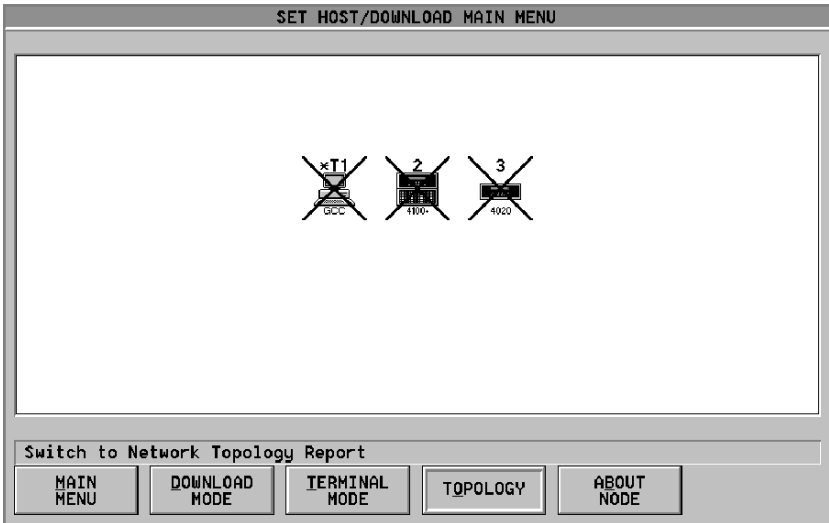 SET HOST/DOWNLOAD MAIN MENU
*T1 2 3
GCC 4100+ 4020
Switch to Network Topology Report
MAIN MENU
DOWNLOAD MODE
TERMINAL MODE
TOPOLOGY
ABOUT NODE